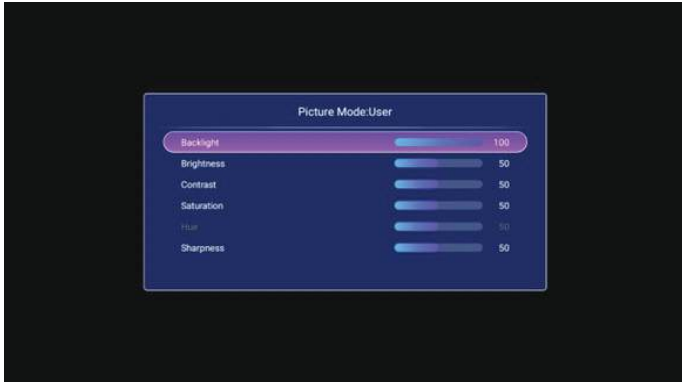 Picture Mode:User
Backlight 100
Brightness 50
Contrast 50
Saturation 50
Hue 50
Sharpness 50